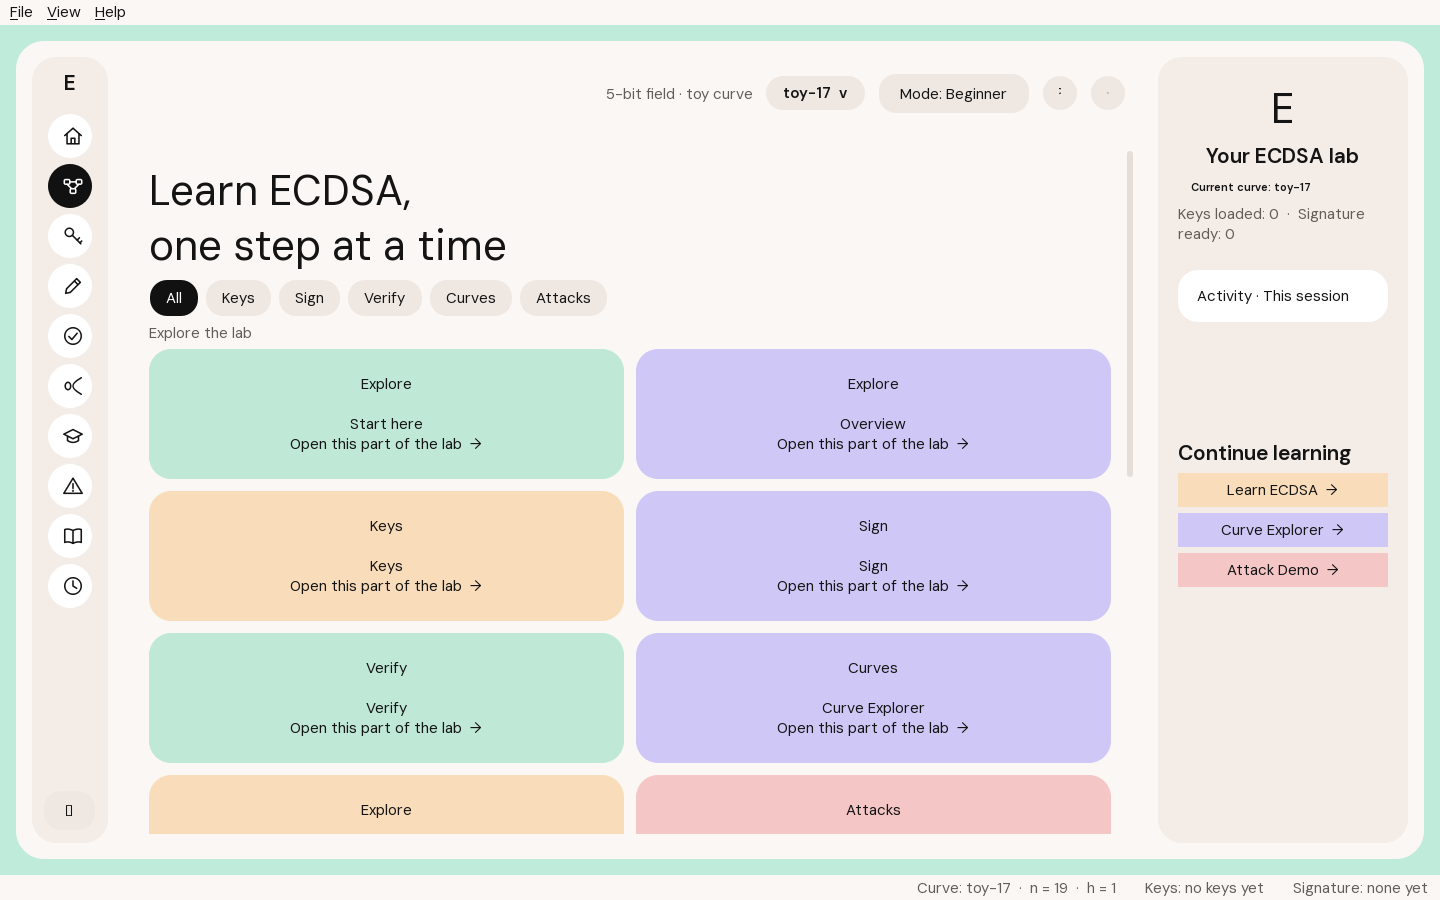 File View Help
E
5-bit field · toy curve
toy-17 v
Mode: Beginner
Learn ECDSA,
one step at a time
All
Keys
Sign
Verify
Curves
Attacks
Explore the lab
Explore
Start here
Open this part of the lab →
Explore
Overview
Open this part of the lab →
Keys
Keys
Open this part of the lab →
Sign
Sign
Open this part of the lab →
Verify
Verify
Open this part of the lab →
Curves
Curve Explorer
Open this part of the lab →
Explore
Attacks
E
Your ECDSA lab
Current curve: toy-17
Keys loaded: 0 · Signature
ready: 0
Activity · This session
Continue learning
Learn ECDSA →
Curve Explorer →
Attack Demo →
Curve: toy-17 · n = 19 · h = 1
Keys: no keys yet
Signature: none yet